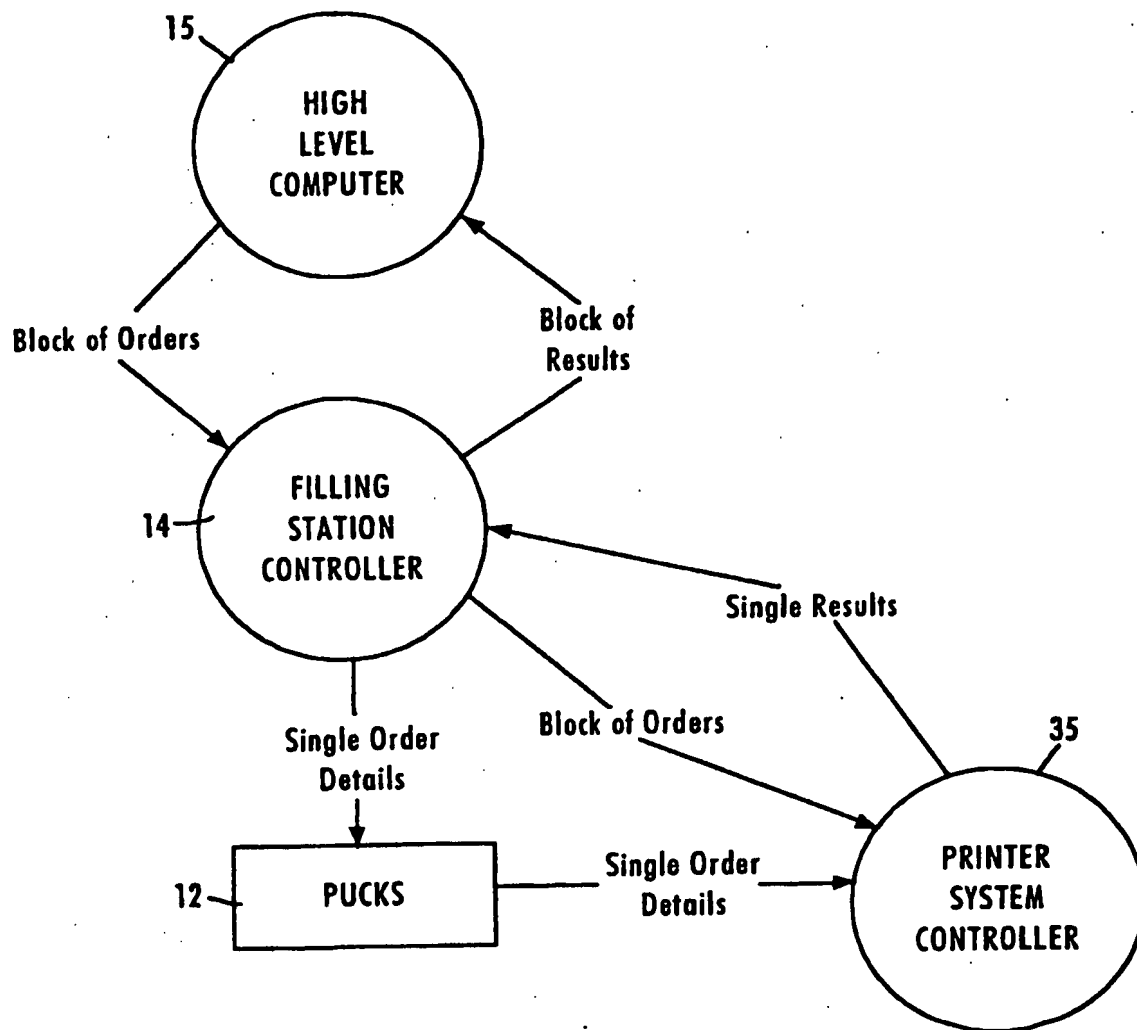 15
HIGH
LEVEL
COMPUTER
Block of Orders
Block of
Results
14
FILLING
STATION
CONTROLLER
Single Results
Single Order
Details
Block of Orders
35
12
PUCKS
Single Order
Details
PRINTER
SYSTEM
CONTROLLER